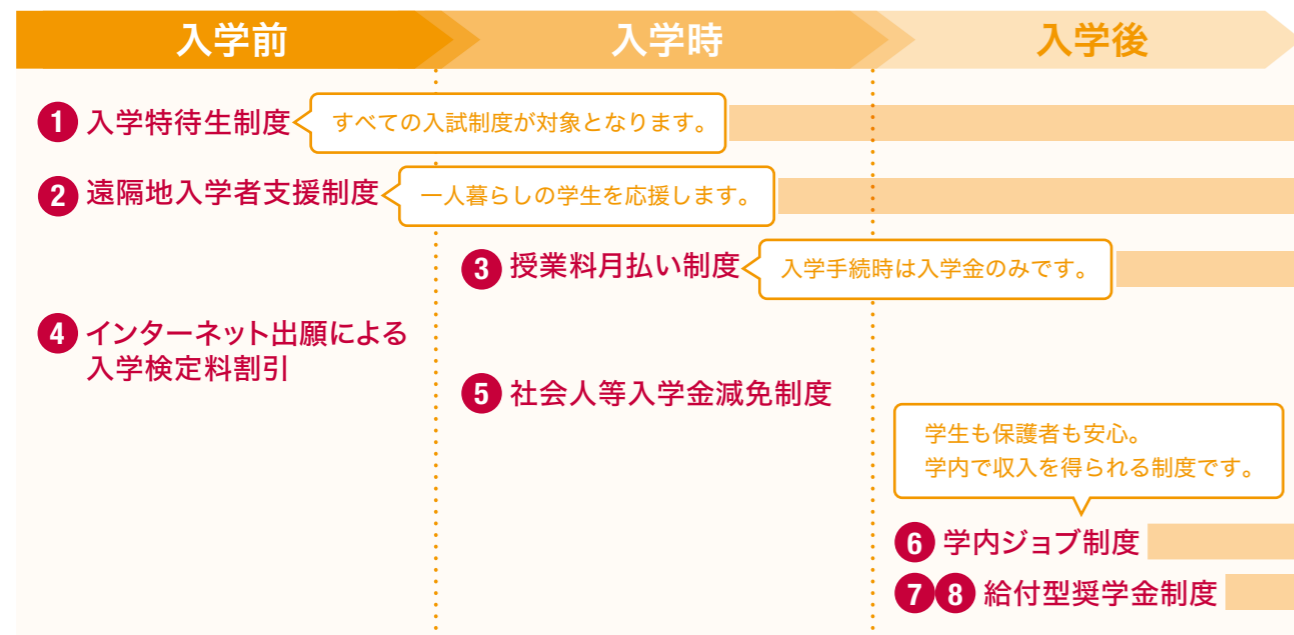 入学前
入学時
入学後
1 入学特待生制度
すべての入試制度が対象となります。
2 遠隔地入学者支援制度
一人暮らしの学生を応援します。
3 授業料月払い制度
入学手続時は入学金のみです。
4 インターネット出願による
入学検定料割引
5 社会人等入学金減免制度
学生も保護者も安心。
学内で収入を得られる制度です。
6 学内ジョブ制度
7 8 給付型奨学金制度